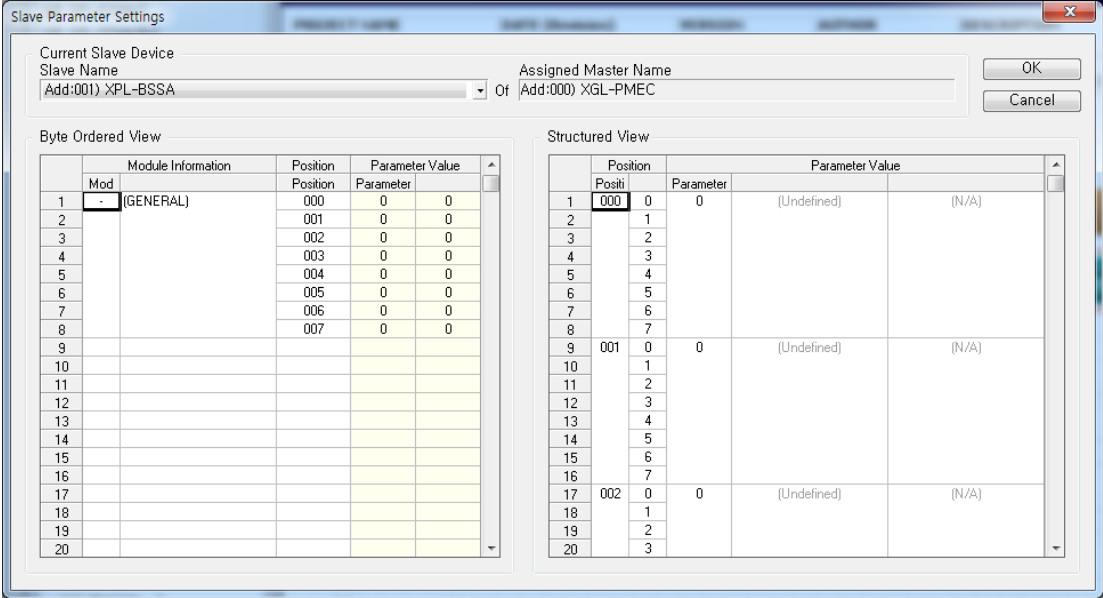 Slave Parameter Settings
PROJECT NAME DATE (Revision) VERSION AUTHOR
x
Current Slave Device
Slave Name
Assigned Master Name
Add:001) XPL-BSSA
Of
Add:000) XGL-PMEC
OK
Cancel
Byte Ordered View
Module Information Position Parameter Value
Mod Position Parameter
1 - (GENERAL) 000 0 0
2 001 0 0
3 002 0 0
4 003 0 0
5 004 0 0
6 005 0 0
7 006 0 0
8 007 0 0
9
10
11
12
13
14
15
16
17
18
19
20
Structured View
Position Parameter Value
Positi Parameter
1 000 0 0 (Undefined) (N/A)
2 1
3 2
4 3
5 4
6 5
7 6
8 7
9 001 0 0 (Undefined) (N/A)
10 1
11 2
12 3
13 4
14 5
15 6
16 7
17 002 0 0 (Undefined) (N/A)
18 1
19 2
20 3